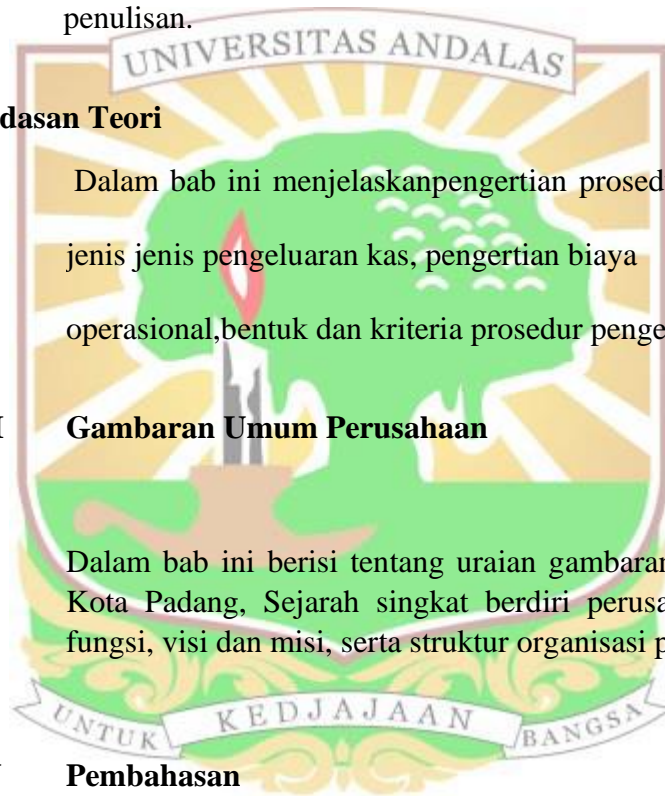 penulisan.
UNIVERSITAS ANDALAS
dasan Teori
Dalam bab ini menjelaskanpengertian prosed
jenis jenis pengeluaran kas, pengertian biaya
operasional,bentuk dan kriteria prosedur penge
I Gambaran Umum Perusahaan
Dalam bab ini berisi tentang uraian gambaran
Kota Padang, Sejarah singkat berdiri perusa
fungsi, visi dan misi, serta struktur organisasi p
UNTUK KEDJAJAAN BANGSA
Pembahasan